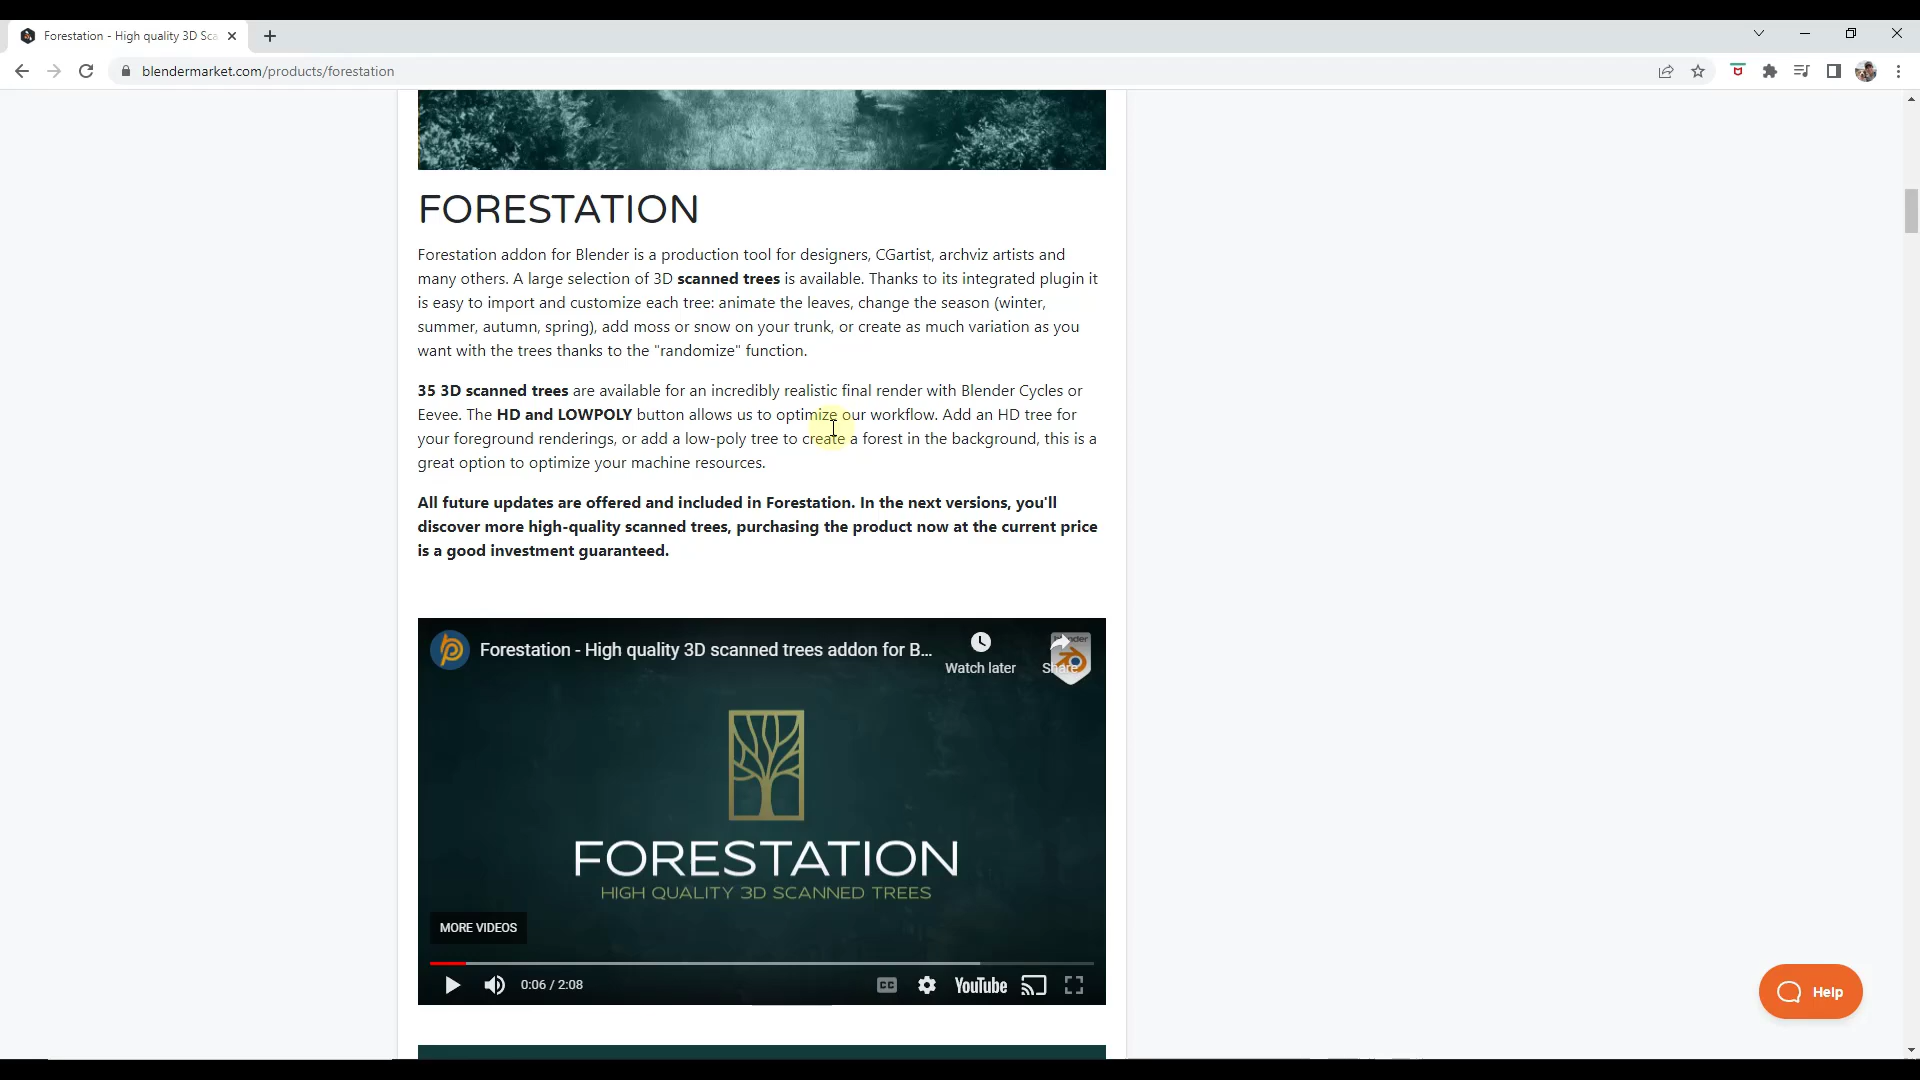 Forestation - High quality 3D Sca
blendermarket.com/products/forestation
FORESTATION
Forestation addon for Blender is a production tool for designers, CGartist, archviz artists and
many others. A large selection of 3D scanned trees is available. Thanks to its integrated plugin it
is easy to import and customize each tree: animate the leaves, change the season (winter,
summer, autumn, spring), add moss or snow on your trunk, or create as much variation as you
want with the trees thanks to the "randomize" function.
35 3D scanned trees are available for an incredibly realistic final render with Blender Cycles or
Eevee. The HD and LOWPOLY button allows us to optimize our workflow. Add an HD tree for
your foreground renderings, or add a low-poly tree to create a forest in the background, this is a
great option to optimize your machine resources.
All future updates are offered and included in Forestation. In the next versions, you'll
discover more high-quality scanned trees, purchasing the product now at the current price
is a good investment guaranteed.
Forestation - High quality 3D scanned trees addon for B...
Watch later
Share
blender
FORESTATION
HIGH QUALITY 3D SCANNED TREES
MORE VIDEOS
0:06 / 2:08
CC
YouTube
Help